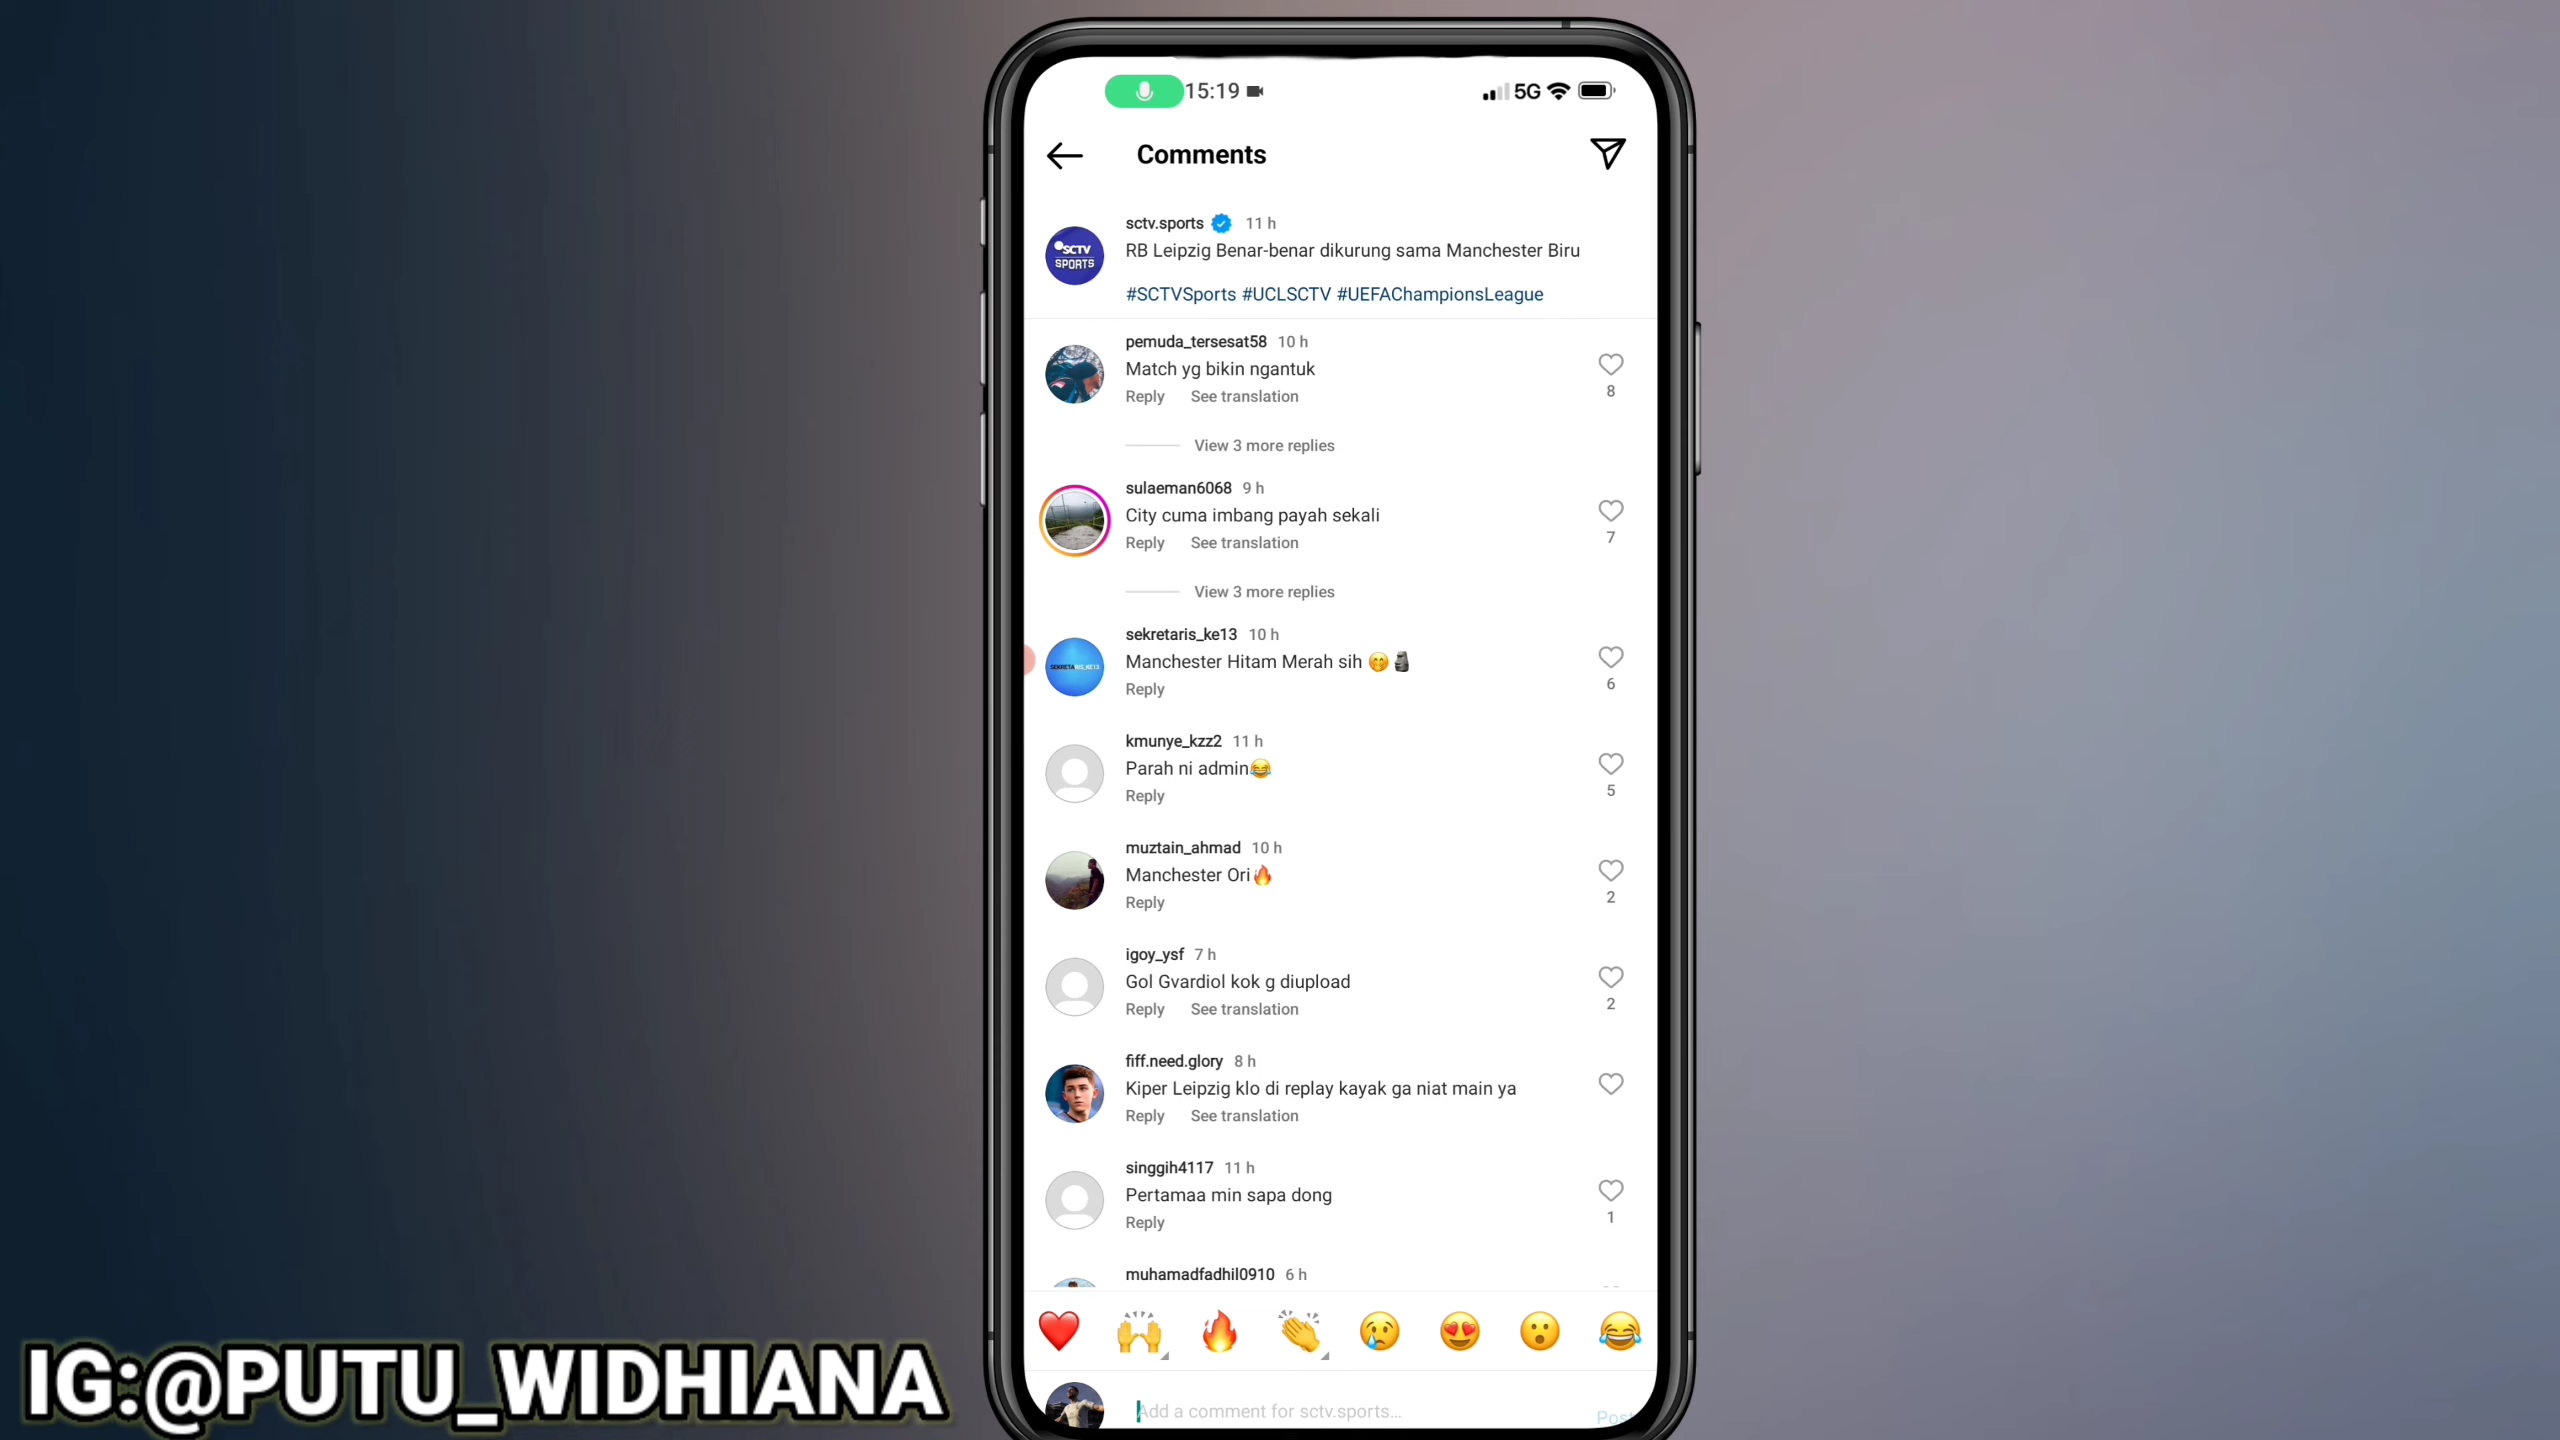 15:19
5G
Comments
sctv.sports 11 h
SCTV
SPORTS
RB Leipzig Benar-benar dikurung sama Manchester Biru
#SCTVSports #UCLSCTV #UEFAChampionsLeague
pemuda_tersesat58 10 h
Match yg bikin ngantuk
8
Reply See translation
View 3 more replies
sulaeman6068 9 h
City cuma imbang payah sekali
7
Reply See translation
View 3 more replies
sekretaris_ke13 10 h
SEKRETARIS_KE13
Manchester Hitam Merah sih 🤭🗿
6
Reply
kmunye_kzz2 11 h
Parah ni admin😂
5
Reply
muztain_ahmad 10 h
Manchester Ori🔥
2
Reply
igoy_ysf 7 h
Gol Gvardiol kok g diupload
2
Reply See translation
fiff.need.glory 8 h
Kiper Leipzig klo di replay kayak ga niat main ya
Reply See translation
singgih4117 11 h
Pertamaa min sapa dong
1
Reply
muhamadfadhil0910 6 h
Add a comment for sctv.sports...
Post
IG:@PUTU_WIDHIANA